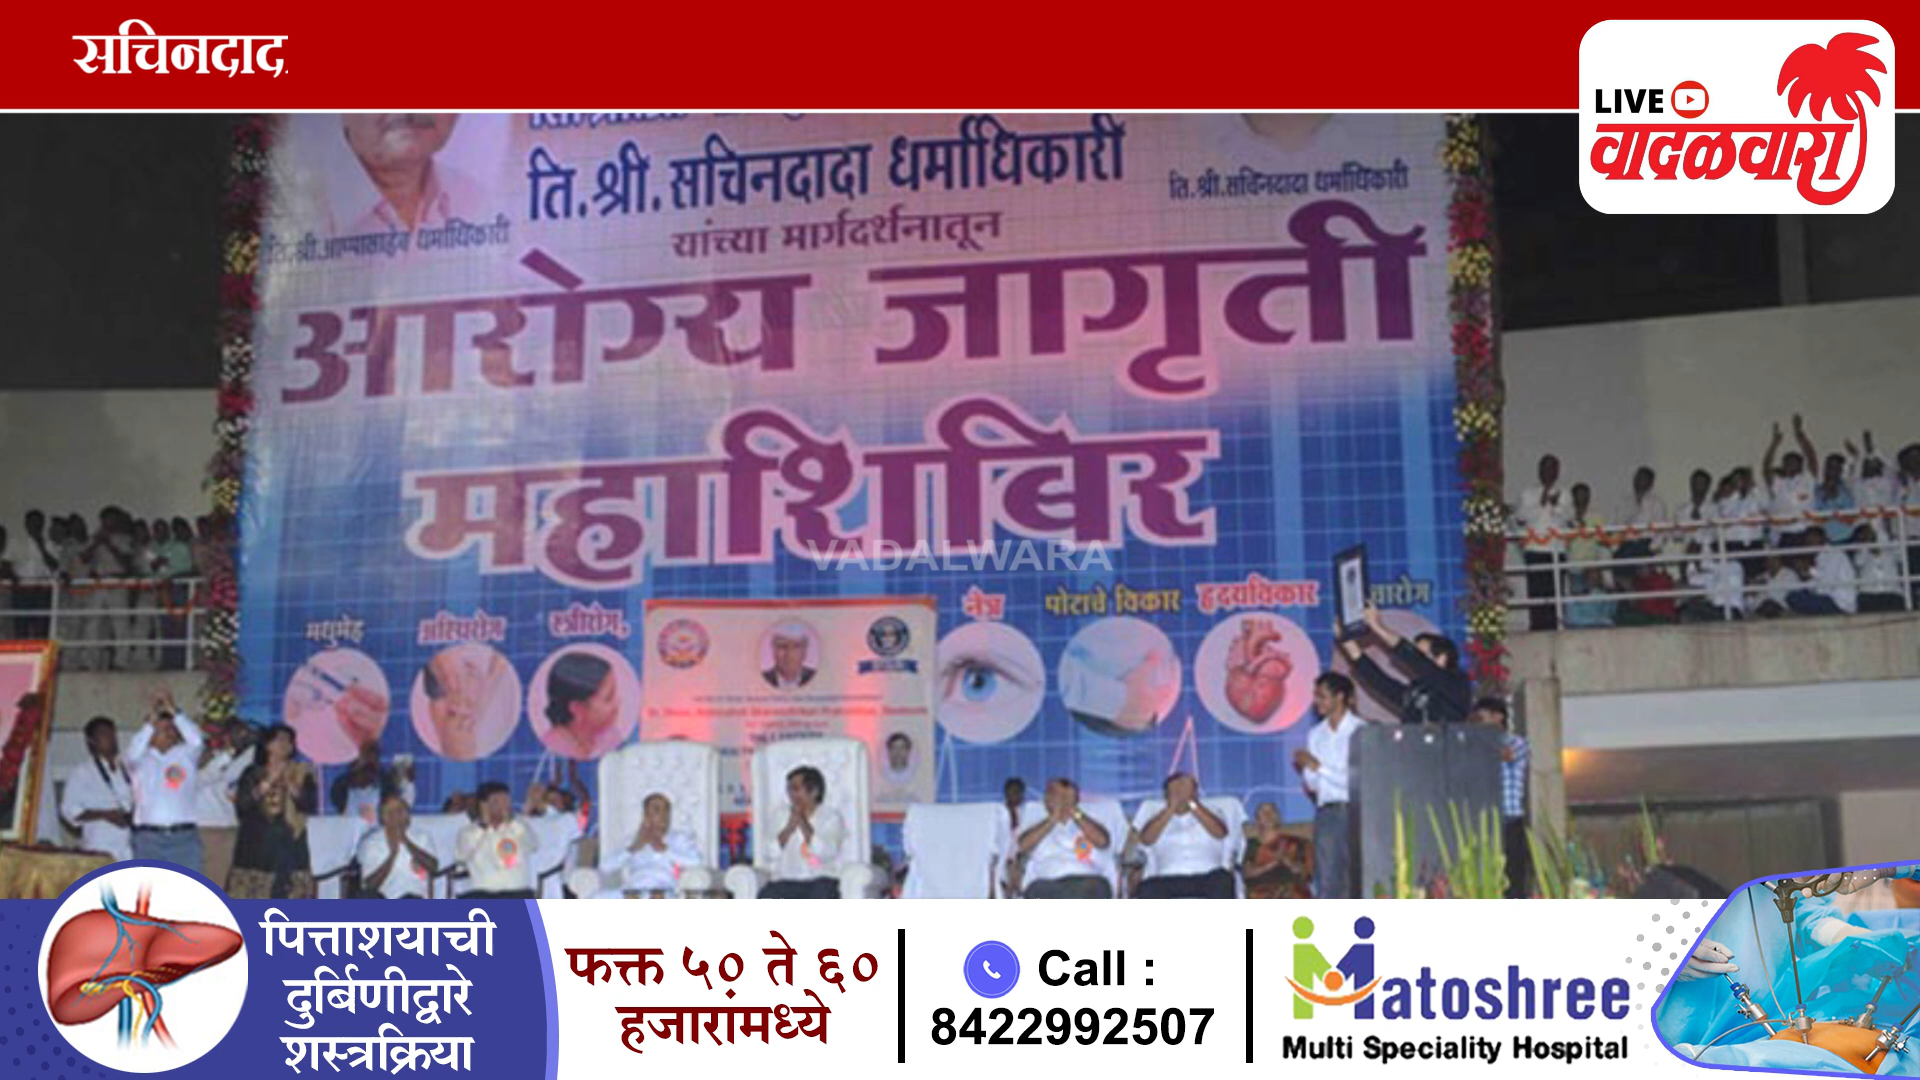 सचिनदाद
LIVE
वादळवारा
ति.श्री.सचिनदादा धर्माधिकारी
ति.श्री.आप्पासाहेब धर्माधिकारी
ति.श्री.सचिनदादा धर्माधिकारी
यांच्या मार्गदर्शनातून
आरोग्य जागृती
महाशिबिर
VADALWARA
मधुमेह
अस्थिरोग
स्त्रीरोग,
नेत्र
पोटाचे विकार
हृदयविकार
पित्ताशयाची
दुर्बिणीद्वारे
शस्त्रक्रिया
फक्त ५० ते ६०
हजारांमध्ये
Call :
8422992507
Matoshree
Multi Speciality Hospital